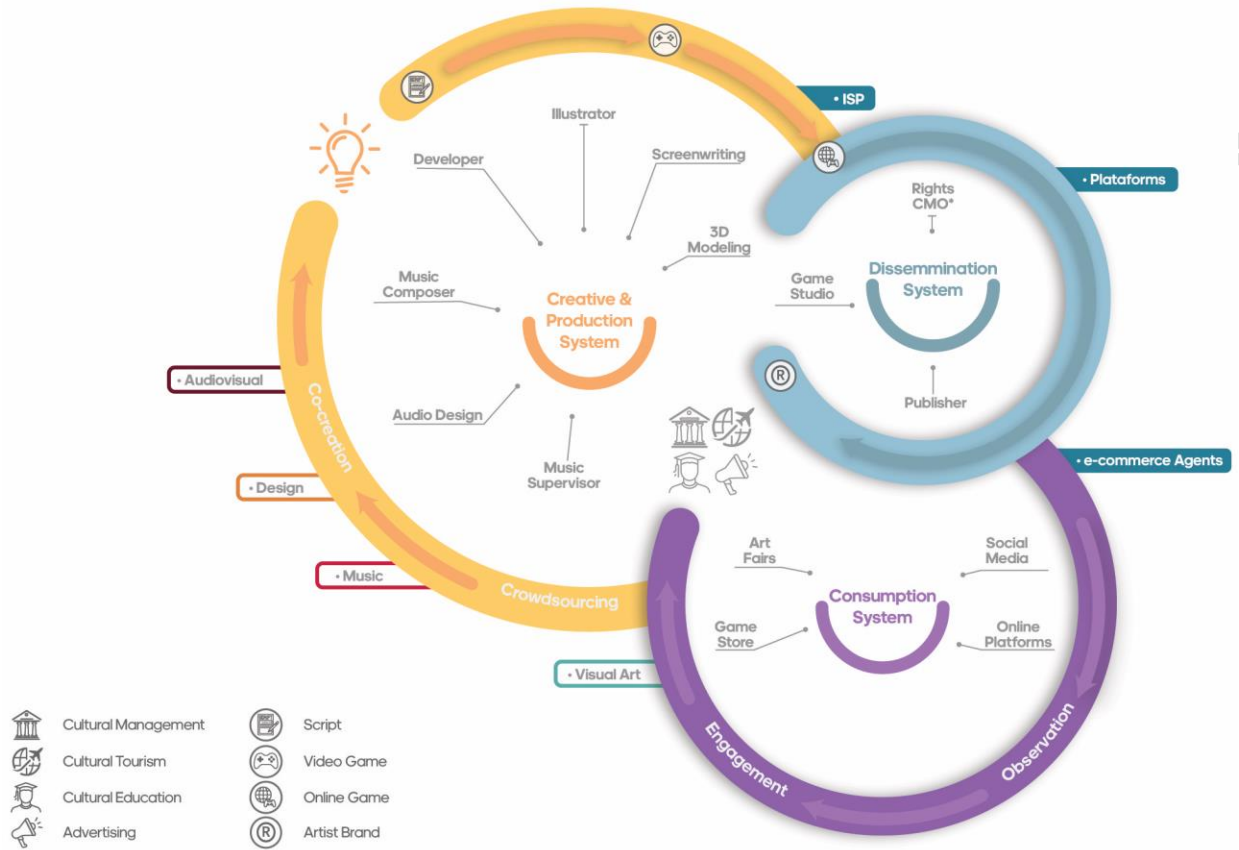 • ISP
Illustrator
Developer
Screenwriting
• Plataforms
Rights
CMO*
3D
Modeling
Music
Composer
Game
Studio
Dissemmination
System
Creative &
Production
System
• Audiovisual
Co-creation
Audio Design
Publisher
Music
Supervisor
• e-commerce Agents
• Design
• Music
Crowdsourcing
Art
Fairs
Social
Media
Consumption
System
Game
Store
Online
Platforms
• Visual Art
Engagement
Observation
Cultural Management
Cultural Tourism
Cultural Education
Advertising
Script
Video Game
Online Game
® Artist Brand